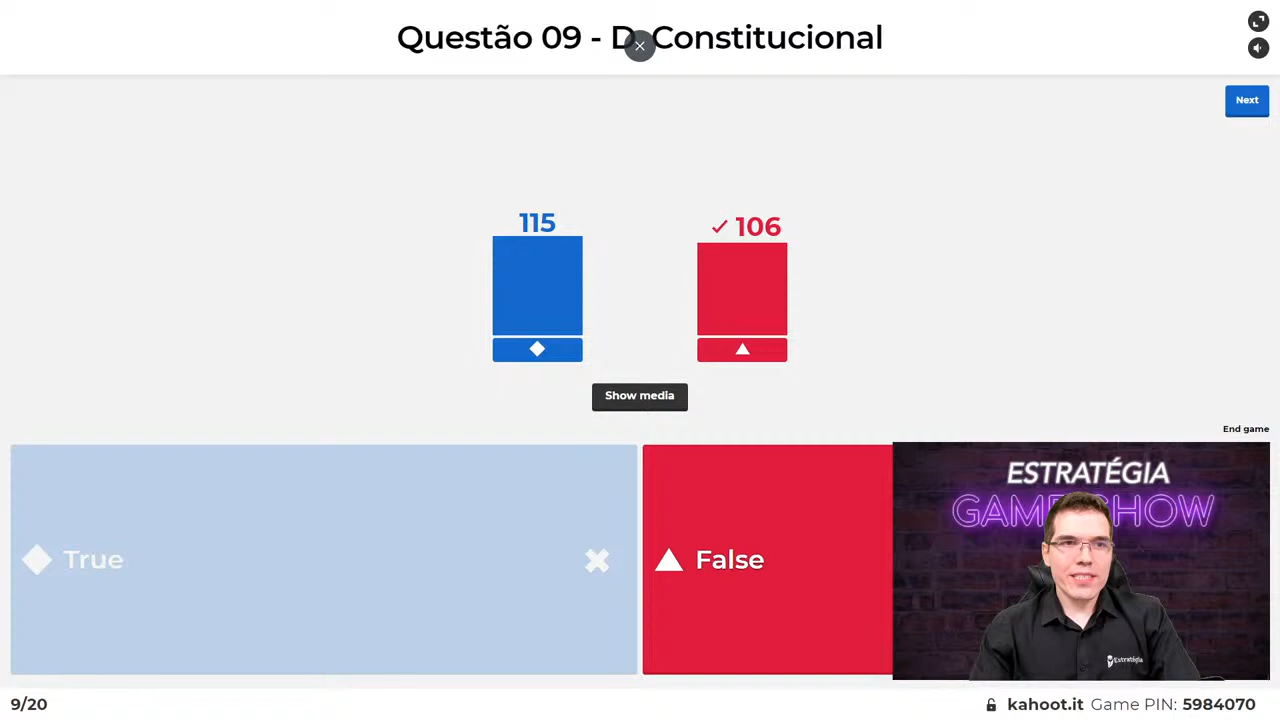 Questão 09 - D. Constitucional
Next
115
106
Show media
End game
True
False
ESTRATÉGIA
GAME SHOW
Estratégia
9/20
kahoot.it Game PIN: 5984070